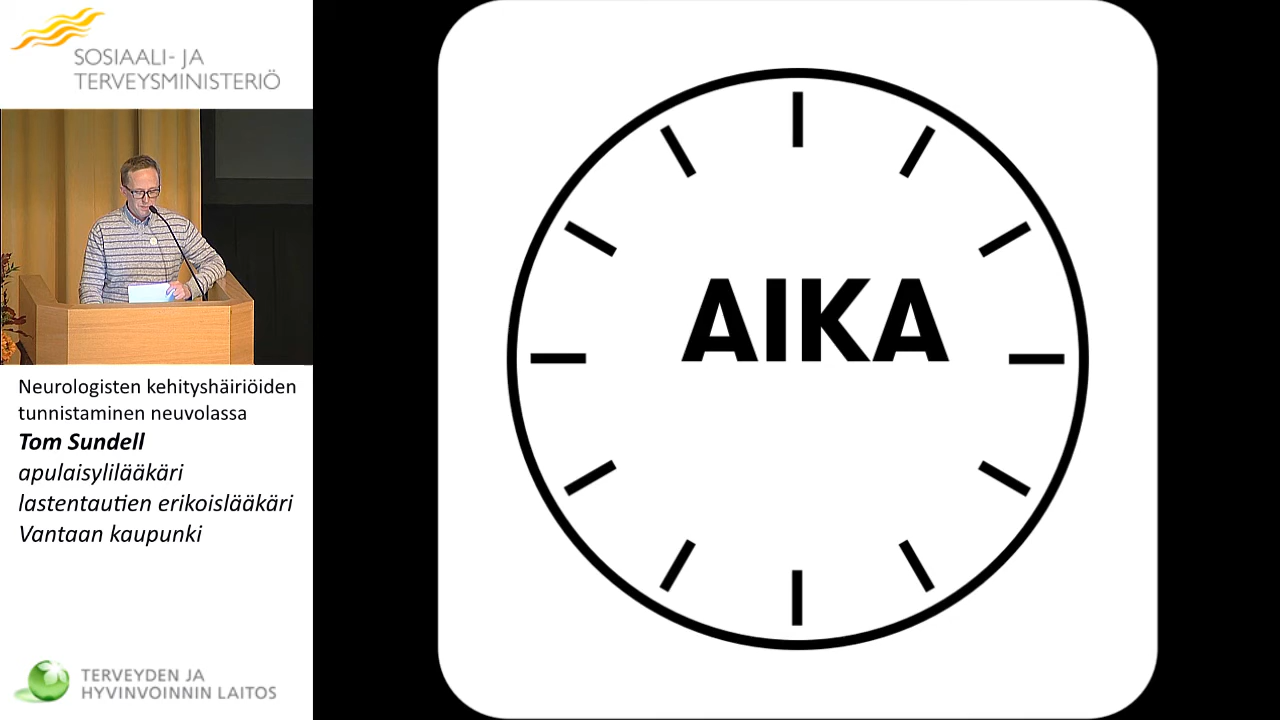 SOSIAALI- JA
TERVEYSMINISTERIÖ
Neurologisten kehityshäiriöiden
tunnistaminen neuvolassa
Tom Sundell
apulaisylilääkäri
lastentautien erikoislääkäri
Vantaan kaupunki
TERVEYDEN JA
HYVINVOINNIN LAITOS
AIKA